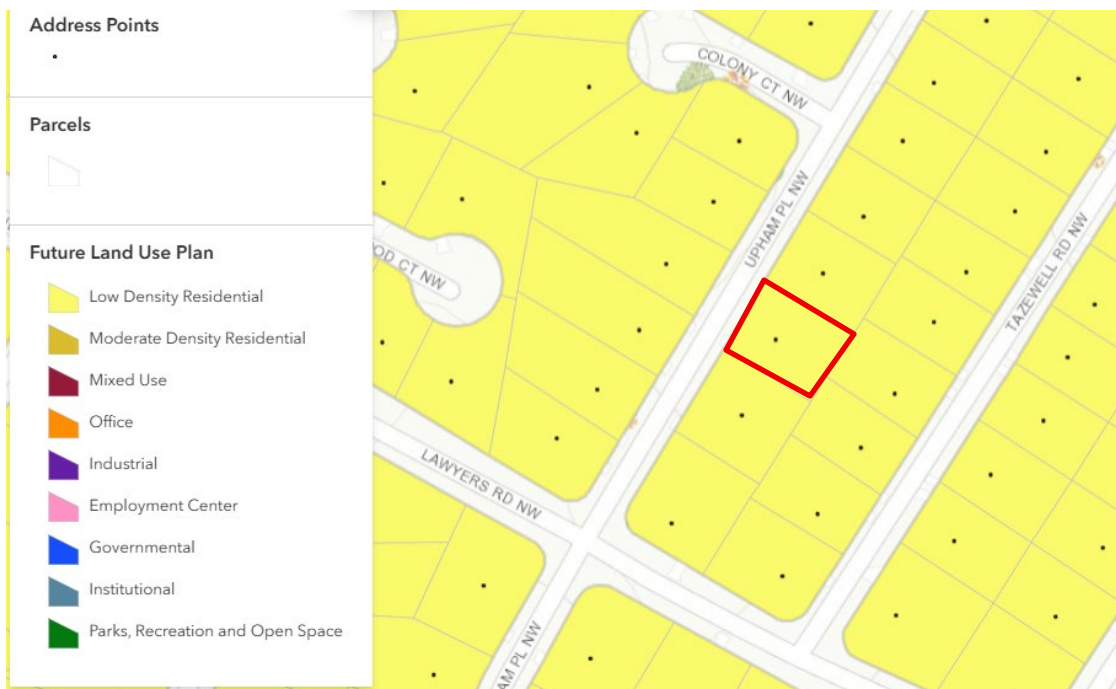 Address Points
Parcels
Future Land Use Plan
Low Density Residential
Moderate Density Residential
Mixed Use
Office
Industrial
Employment Center
Governmental
Institutional
Parks, Recreation and Open Space
COLONY CT NW
UPHAM PL NW
OD CT NW
TAZEWELL RD NW
LAWYERS RD NW
AM PL NW